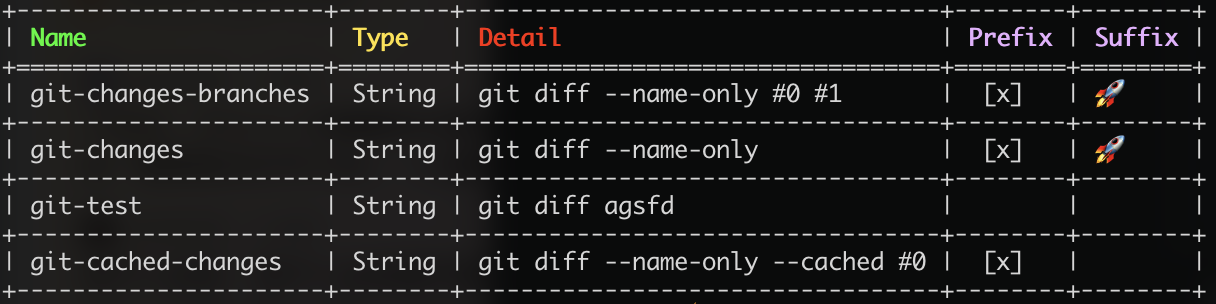 +----------------------+--------+----------------------------------+--------+--------+
| Name                 | Type   | Detail                           | Prefix | Suffix |
+======================+========+==================================+========+========+
| git-changes-branches | String | git diff --name-only #0 #1       |  [x]   | 🚀     |
+----------------------+--------+----------------------------------+--------+--------+
| git-changes          | String | git diff --name-only             |  [x]   | 🚀     |
+----------------------+--------+----------------------------------+--------+--------+
| git-test             | String | git diff agsfd                   |        |        |
+----------------------+--------+----------------------------------+--------+--------+
| git-cached-changes   | String | git diff --name-only --cached #0 |  [x]   |        |
+----------------------+--------+----------------------------------+--------+--------+